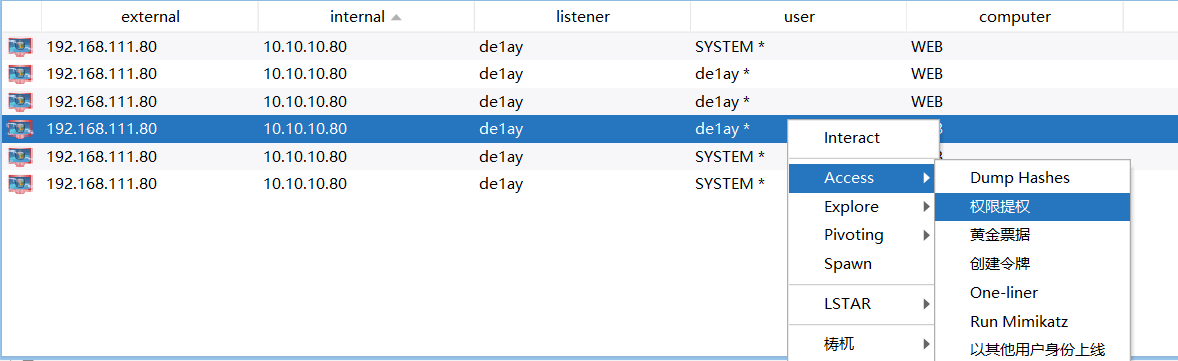 external internal listener user computer
192.168.111.80 10.10.10.80 de1ay SYSTEM * WEB
192.168.111.80 10.10.10.80 de1ay de1ay * WEB
192.168.111.80 10.10.10.80 de1ay de1ay * WEB
192.168.111.80 10.10.10.80 de1ay de1ay *
192.168.111.80 10.10.10.80 de1ay SYSTEM *
192.168.111.80 10.10.10.80 de1ay SYSTEM *
Interact
Access
Explore
Pivoting
Spawn
LSTAR
梼杌
Dump Hashes
权限提权
黄金票据
创建令牌
One-liner
Run Mimikatz
以其他用户身份上线